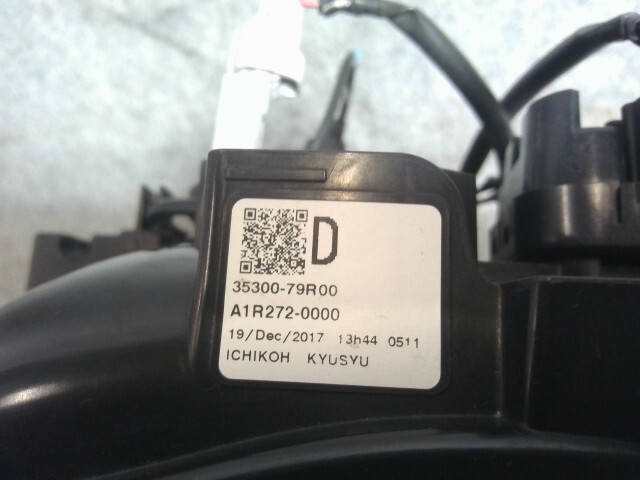 D
35300-79R00
A1R272-0000
19/Dec/2017 13h44 0511
ICHIKOH KYUSYU